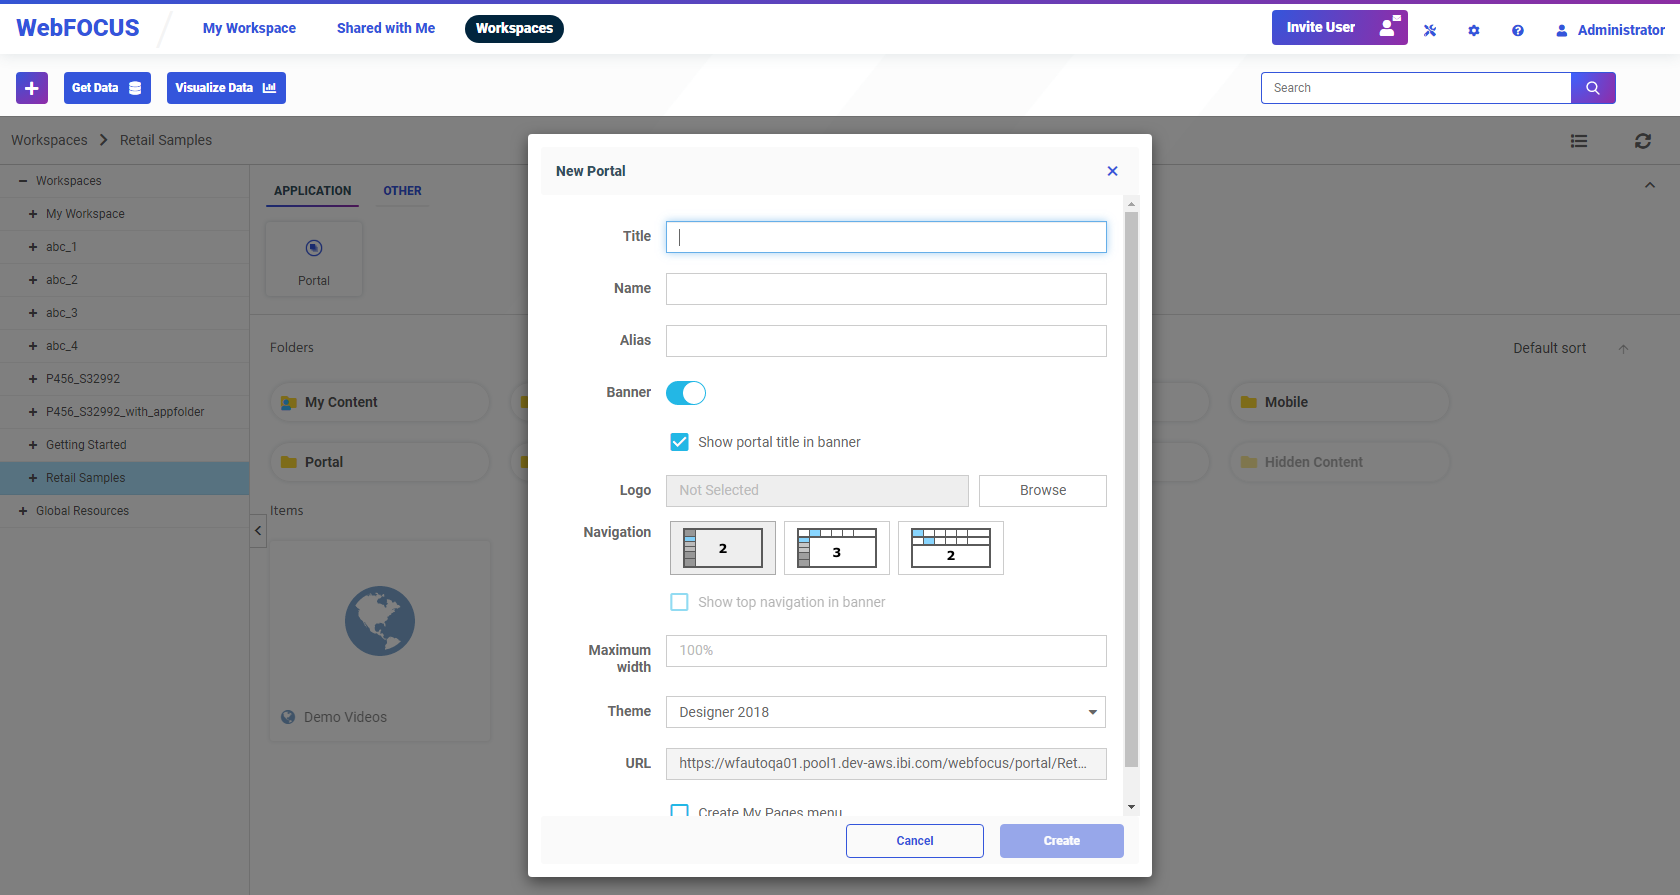 WebFOCUS
My Workspace
Shared with Me
Workspaces
Invite User
Administrator
Get Data
Visualize Data
Search
Workspaces
Retail Samples
Workspaces
My Workspace
abc_1
abc_2
abc_3
abc_4
P456_S32992
P456_S32992_with_appfolder
Getting Started
Retail Samples
Global Resources
APPLICATION
OTHER
Portal
Folders
Default sort
My Content
Mobile
Portal
Hidden Content
Items
Demo Videos
New Portal
Title
Name
Alias
Banner
Show portal title in banner
Logo
Not Selected
Browse
Navigation
2
3
2
Show top navigation in banner
Maximum
width
100%
Theme
Designer 2018
URL
https://wfautoqa01.pool1.dev-aws.ibi.com/webfocus/portal/Ret...
Create My Pages menu
Cancel
Create